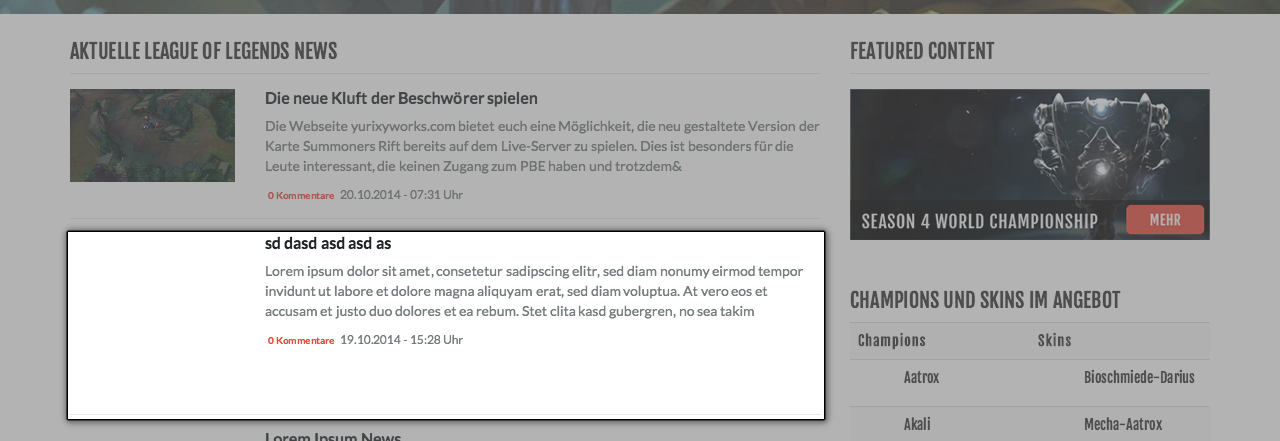 AKTUELLE LEAGUE OF LEGENDS NEWS
Die neue Kluft der Beschwörer spielen
Die Webseite yurixyworks.com bietet euch eine Möglichkeit, die neu gestaltete Version der
Karte Summoners Rift bereits auf dem Live-Server zu spielen. Dies ist besonders für die
Leute interessant, die keinen Zugang zum PBE haben und trotzdem&
0 Kommentare 20.10.2014 - 07:31 Uhr
sd dasd asd asd as
Lorem ipsum dolor sit amet, consetetur sadipscing elitr, sed diam nonumy eirmod tempor
invidunt ut labore et dolore magna aliquyam erat, sed diam voluptua. At vero eos et
accusam et justo duo dolores et ea rebum. Stet clita kasd gubergren, no sea takim
0 Kommentare 19.10.2014 - 15:28 Uhr
Lorem Ipsum News
FEATURED CONTENT
SEASON 4 WORLD CHAMPIONSHIP MEHR
CHAMPIONS UND SKINS IM ANGEBOT
Champions Skins
Aatrox Bioschmiede-Darius
Akali Mecha-Aatrox